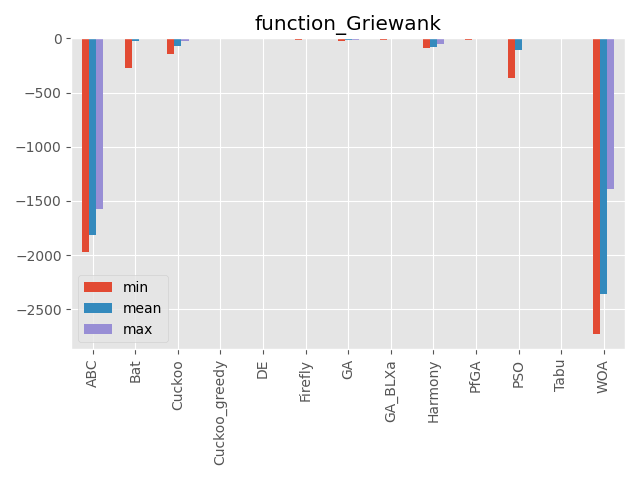 function_Griewank
0
−500
−1000
−1500
−2000
−2500
min
mean
max
ABC
Bat
Cuckoo
Cuckoo_greedy
DE
Firefly
GA
GA_BLXa
Harmony
PfGA
PSO
Tabu
WOA